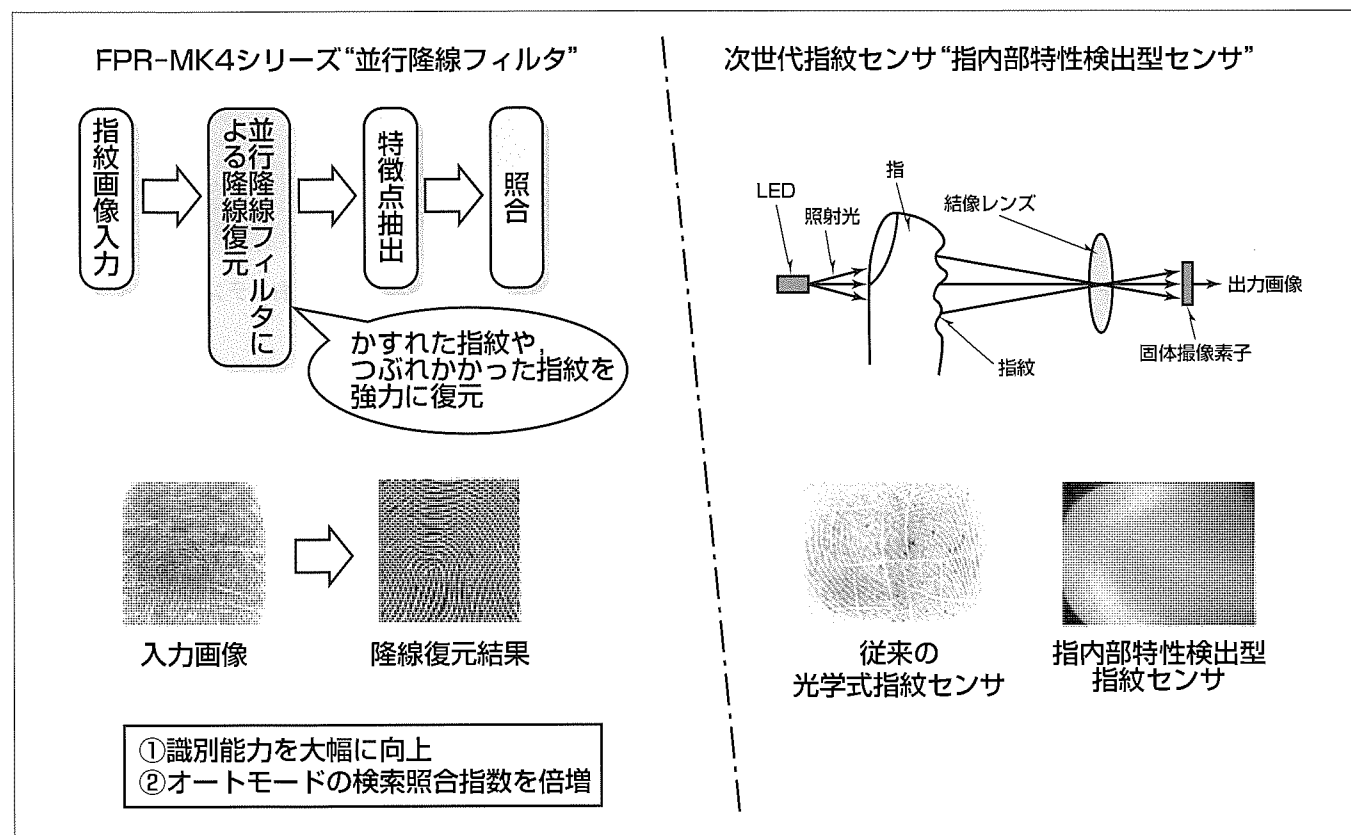 FPR-MK4シリーズ“並行隆線フィルタ”
指紋画像入力
並行隆線フィルタに
よる隆線復元
特徴点抽出
照合
かすれた指紋や，
つぶれかかった指紋を
強力に復元
入力画像
隆線復元結果
①識別能力を大幅に向上
②オートモードの検索照合指数を倍増
次世代指紋センサ“指内部特性検出型センサ”
LED
照射光
指
結像レンズ
出力画像
固体撮像素子
指紋
従来の
光学式指紋センサ
指内部特性検出型
指紋センサ